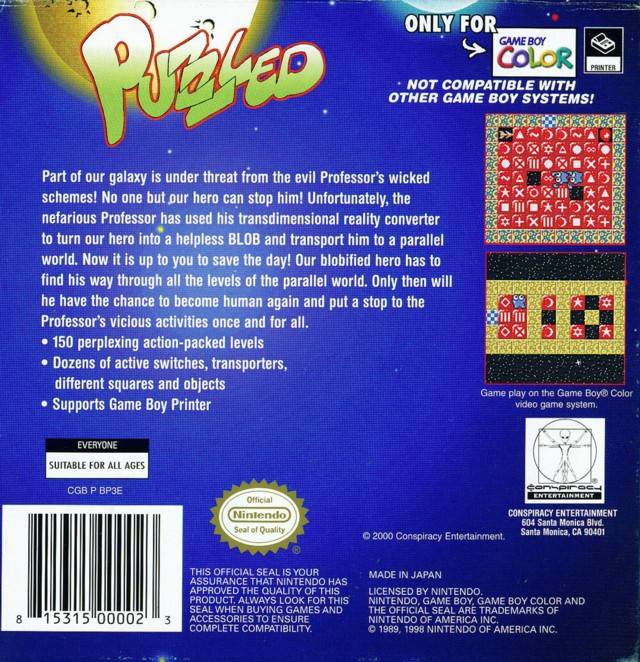 PUZZLED
ONLY FOR
GAME BOY
COLOR
PRINTER
NOT COMPATIBLE WITH
OTHER GAME BOY SYSTEMS!
Part of our galaxy is under threat from the evil Professor's wicked
schemes! No one but our hero can stop him! Unfortunately, the
nefarious Professor has used his transdimensional reality converter
to turn our hero into a helpless BLOB and transport him to a parallel
world. Now it is up to you to save the day! Our blobified hero has to
find his way through all the levels of the parallel world. Only then will
he have the chance to become human again and put a stop to the
Professor's vicious activities once and for all.
• 150 perplexing action-packed levels
• Dozens of active switches, transporters,
different squares and objects
• Supports Game Boy Printer
Game play on the Game Boy® Color
video game system.
EVERYONE
SUITABLE FOR ALL AGES
CGB P BP3E
Official
Nintendo
Seal of Quality
®
conspiracy
ENTERTAINMENT
®
CONSPIRACY ENTERTAINMENT
604 Santa Monica Blvd.
Santa Monica, CA 90401
© 2000 Conspiracy Entertainment.
8 15315 00002 3
THIS OFFICIAL SEAL IS YOUR
ASSURANCE THAT NINTENDO HAS
APPROVED THE QUALITY OF THIS
PRODUCT. ALWAYS LOOK FOR THIS
SEAL WHEN BUYING GAMES AND
ACCESSORIES TO ENSURE
COMPLETE COMPATIBILITY.
MADE IN JAPAN
LICENSED BY NINTENDO.
NINTENDO, GAME BOY, GAME BOY COLOR AND
THE OFFICIAL SEAL ARE TRADEMARKS OF
NINTENDO OF AMERICA INC.
© 1989, 1998 NINTENDO OF AMERICA INC.